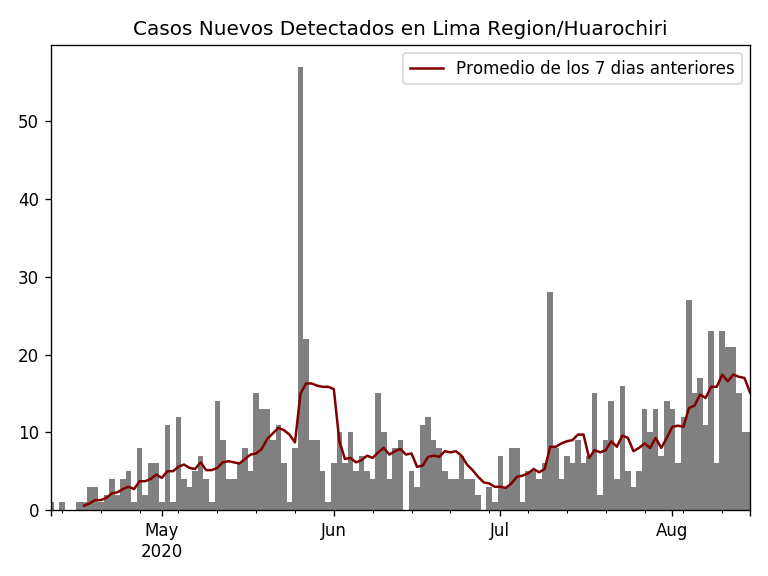 Casos Nuevos Detectados en Lima Region/Huarochiri
Promedio de los 7 dias anteriores
50
40
30
20
10
0
May
2020
Jun
Jul
Aug